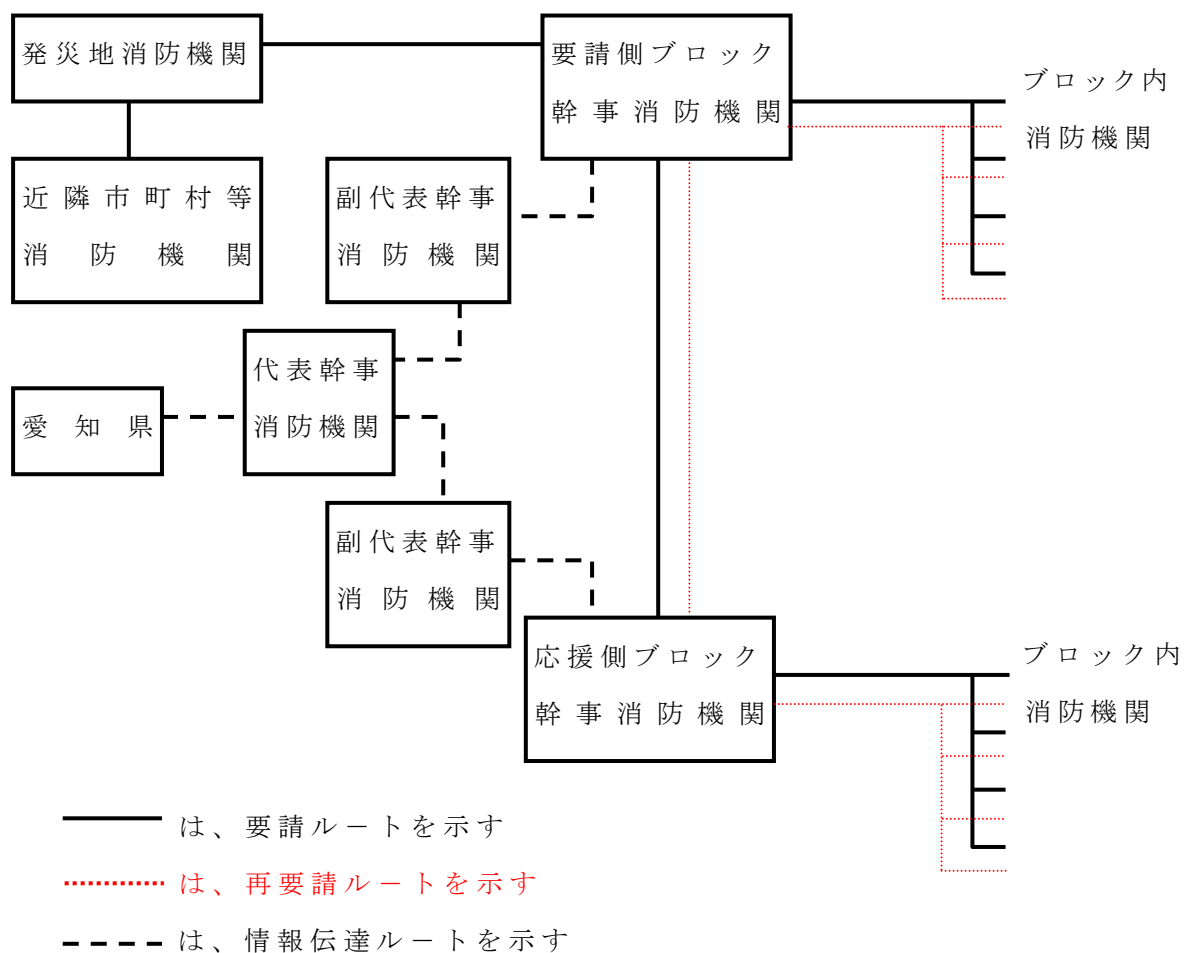 発災地消防機関
要請側ブロック
幹事消防機関
ブロック内
消防機関
近隣市町村等
消防機関
副代表幹事
消防機関
代表幹事
消防機関
愛知県
副代表幹事
消防機関
応援側ブロック
幹事消防機関
ブロック内
消防機関
は、要請ル－トを示す
は、再要請ル－トを示す
は、情報伝達ル－トを示す